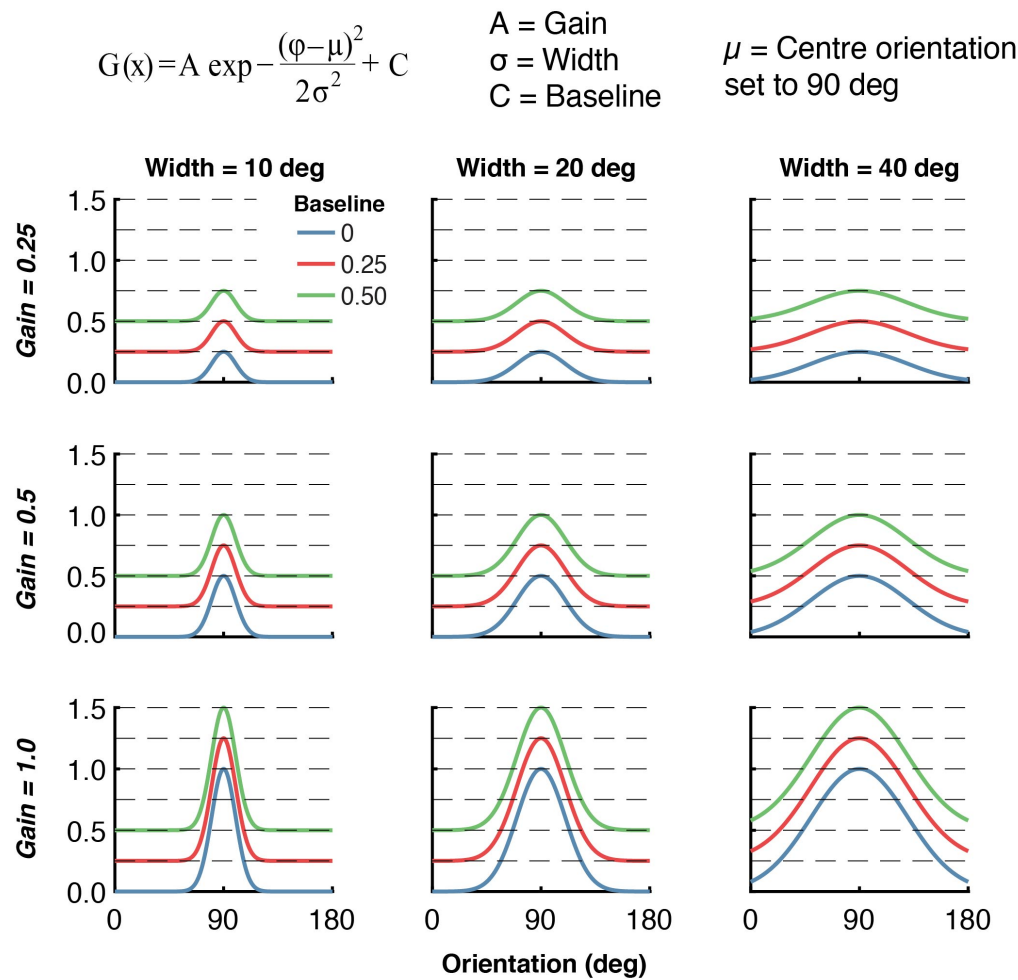 G(x) = A exp − (φ−μ)² / 2σ² + C
A = Gain
σ = Width
C = Baseline
μ = Centre orientation
set to 90 deg
Width = 10 deg
Width = 20 deg
Width = 40 deg
Gain = 0.25
1.5
1.0
0.5
0.0
Baseline
0
0.25
0.50
Gain = 0.5
1.5
1.0
0.5
0.0
Gain = 1.0
1.5
1.0
0.5
0.0
0 90 180
0 90 180
0 90 180
Orientation (deg)